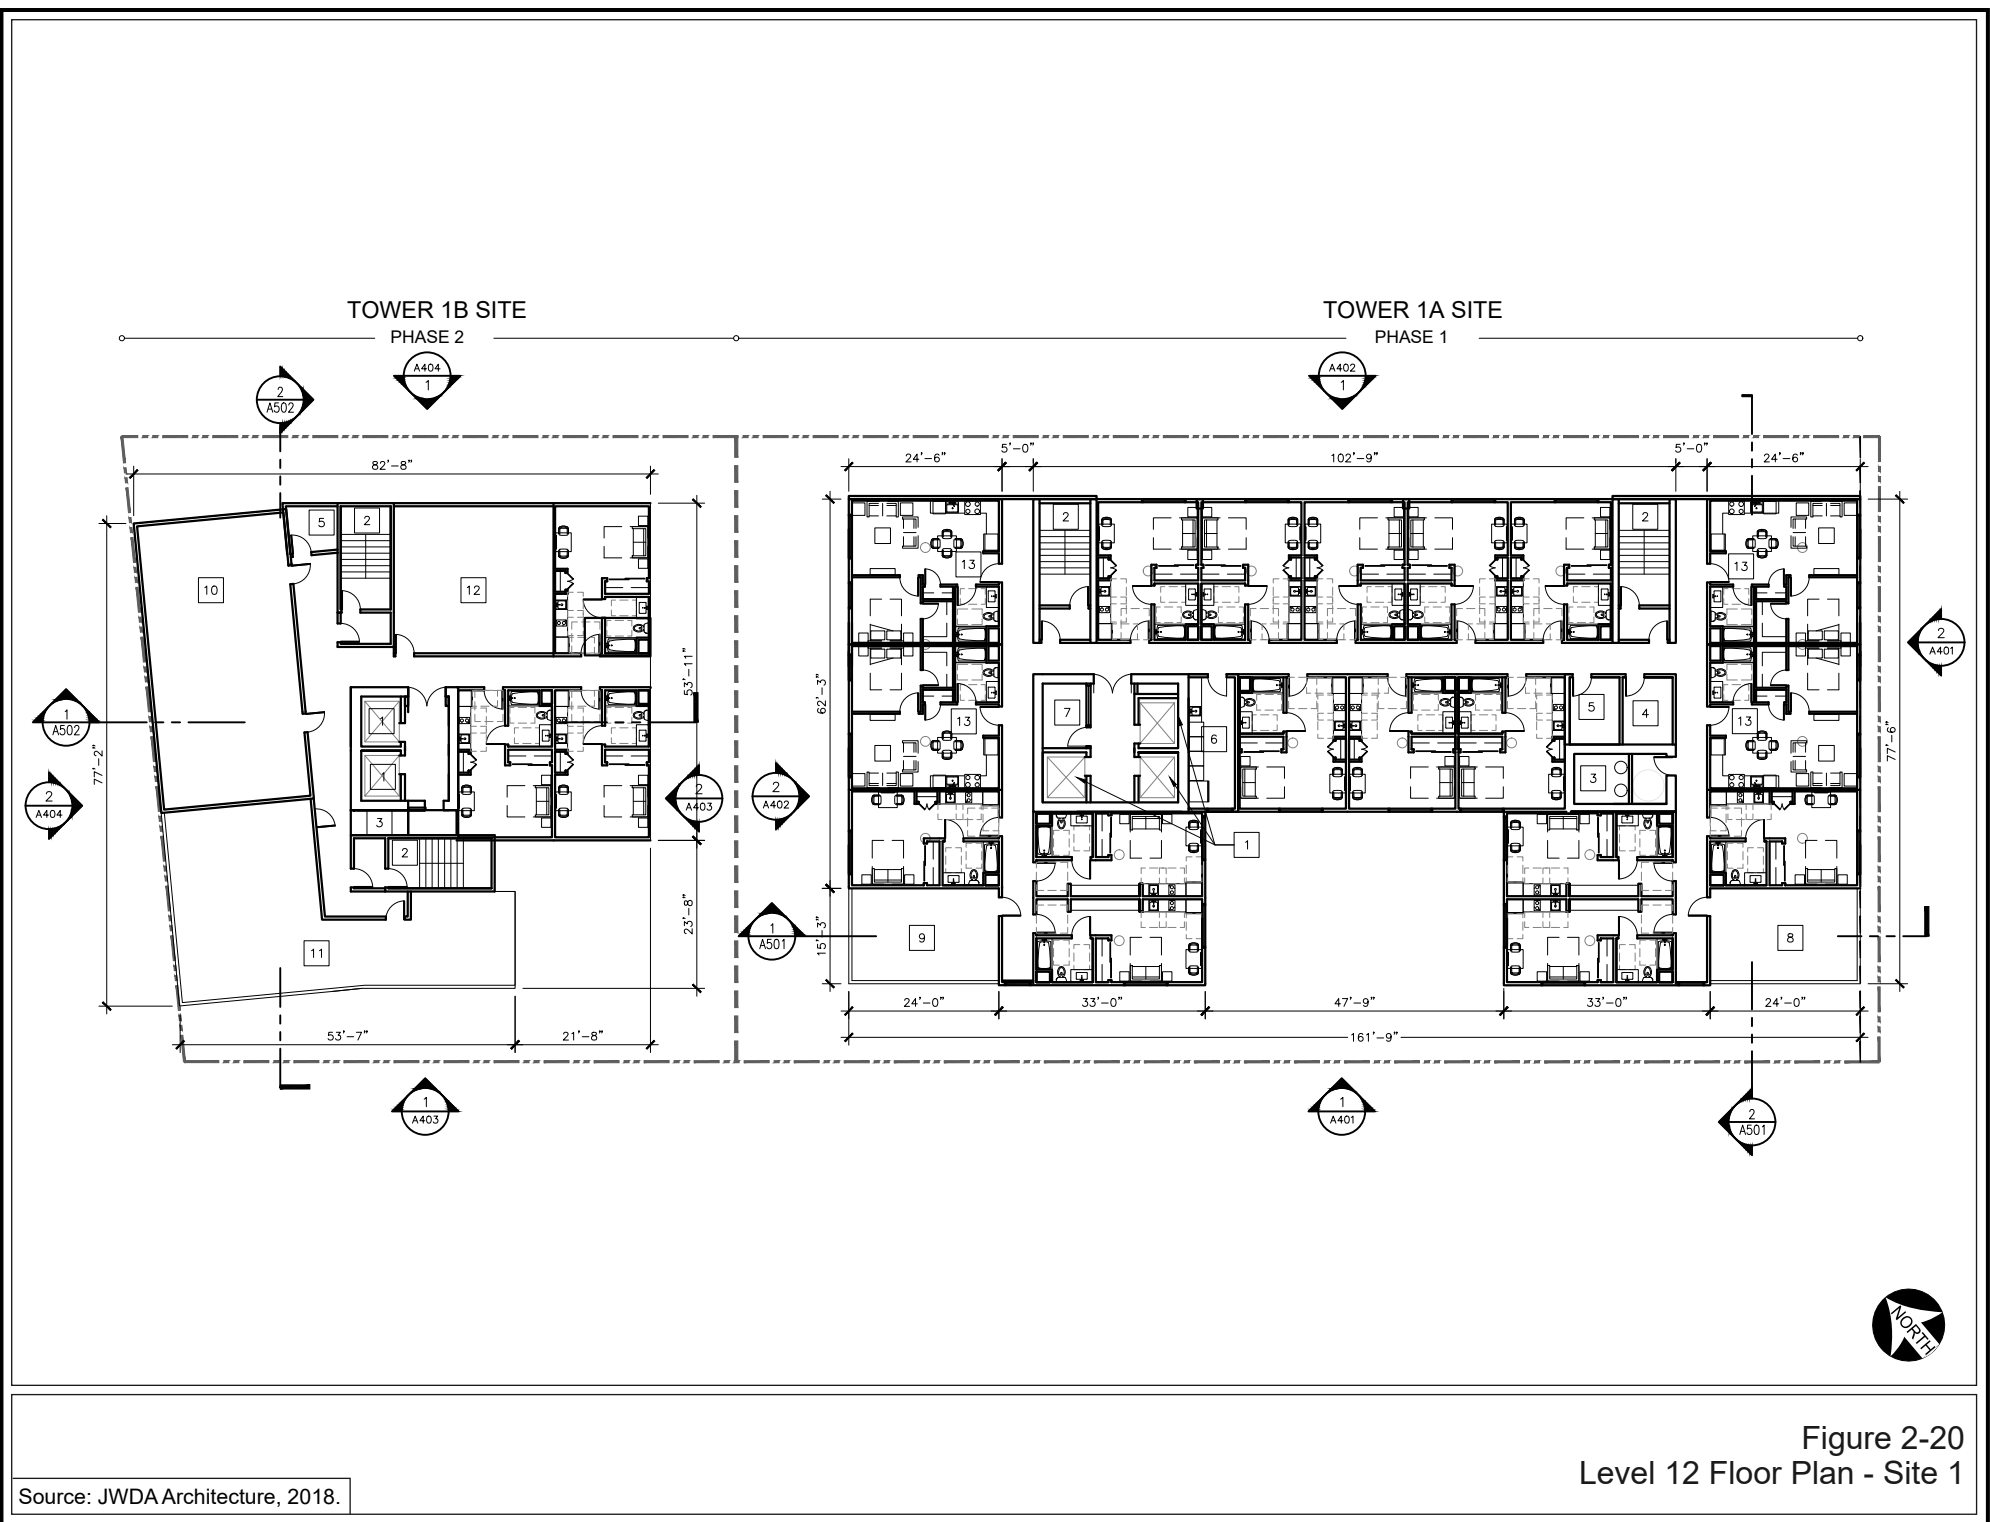 TOWER 1B SITE
PHASE 2
TOWER 1A SITE
PHASE 1
A404
1
A402
1
2
A502
82’–8”
24’–6”
5’–0”
102’–9”
5’–0”
24’–6”
5
2
10
12
2
2
13
13
53’–11”
62’–3”
77’–2”
77’–6”
2
A401
1
A502
2
A404
1
1
3
2
2
A403
2
A402
7
6
5
4
3
13
13
1
23’–8”
15’–3”
1
A501
9
8
11
24’–0”
33’–0”
47’–9”
33’–0”
24’–0”
53’–7”
21’–8”
161’–9”
1
A403
1
A401
2
A501
NORTH
Figure 2-20
Level 12 Floor Plan - Site 1
Source: JWDA Architecture, 2018.